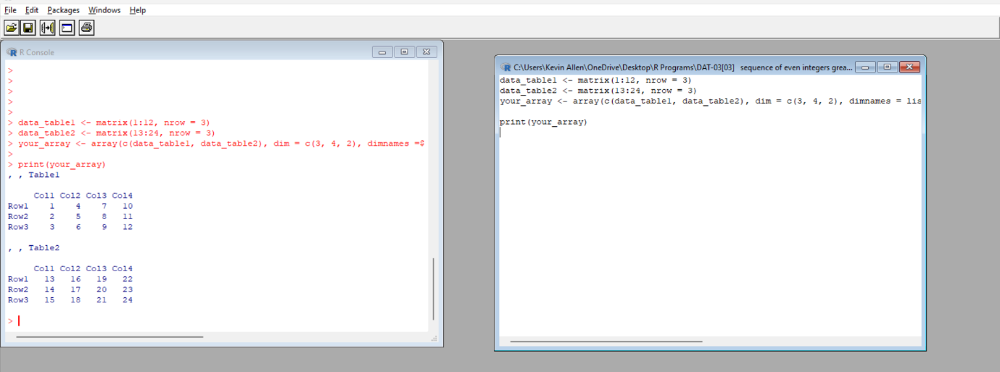 File Edit Packages Windows Help
R Console
>
>
>
>
>
> data_table1 <- matrix(1:12, nrow = 3)
> data_table2 <- matrix(13:24, nrow = 3)
> your_array <- array(c(data_table1, data_table2), dim = c(3, 4, 2), dimnames =$
>
> print(your_array)
, , Table1
Col1 Col2 Col3 Col4
Row1 1 4 7 10
Row2 2 5 8 11
Row3 3 6 9 12
, , Table2
Col1 Col2 Col3 Col4
Row1 13 16 19 22
Row2 14 17 20 23
Row3 15 18 21 24
>
C:\Users\Kevin Allen\OneDrive\Desktop\R Programs\DAT-03[03] sequence of even integers grea...
data_table1 <- matrix(1:12, nrow = 3)
data_table2 <- matrix(13:24, nrow = 3)
your_array <- array(c(data_table1, data_table2), dim = c(3, 4, 2), dimnames = lis
print(your_array)